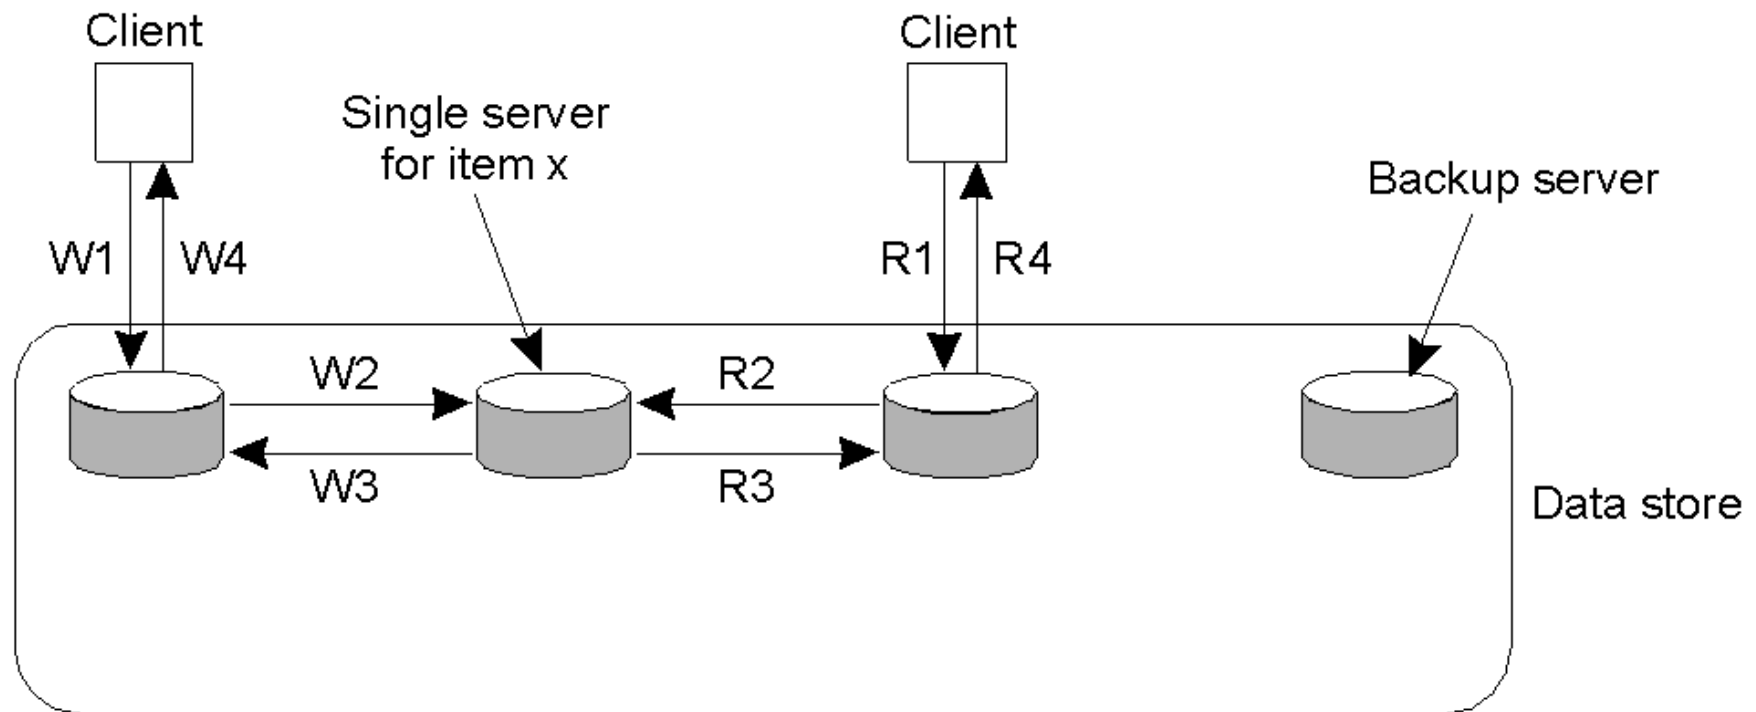 Client
Client
Single server
for item x
Backup server
W1
W4
R1
R4
W2
R2
W3
R3
Data store